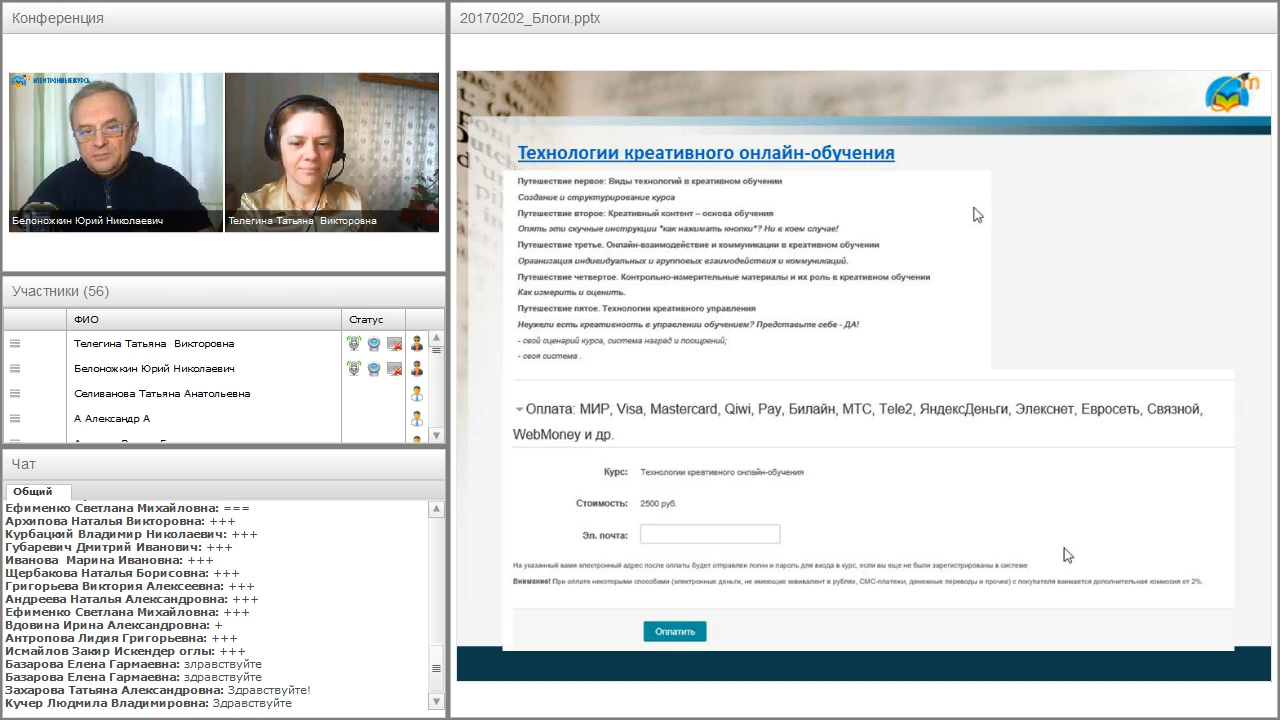 Конференция
ЭЛЕКТРОННЫЕ КУРСЫ
Белоножкин Юрий Николаевич
Телегина Татьяна Викторовна
Участники (56)
ФИО Статус
Телегина Татьяна Викторовна
Белоножкин Юрий Николаевич
Селиванова Татьяна Анатольевна
А Александр А
Чат
Общий
Ефименко Светлана Михайловна: ===
Архипова Наталья Викторовна: +++
Курбацкий Владимир Николаевич: +++
Губаревич Дмитрий Иванович: +++
Иванова Марина Ивановна: +++
Щербакова Наталья Борисовна: +++
Григорьева Виктория Алексеевна: +++
Андреева Наталья Александровна: +++
Ефименко Светлана Михайловна: +++
Вдовина Ирина Александровна: +
Антропова Лидия Григорьевна: +++
Исмайлов Закир Искендер оглы: +++
Базарова Елена Гармаевна: злравствуйте
Базарова Елена Гармаевна: здравствуйте
Захарова Татьяна Александровна: Здравствуйте!
Кучер Людмила Владимировна: Здравствуйте
20170202_Блоги.pptx
Технологии креативного онлайн-обучения
Путешествие первое: Виды технологий в креативном обучении
Создание и структурирование курса
Путешествие второе: Креативный контент – основа обучения
Опять эти скучные инструкции "как нажимать кнопки"? Ни в коем случае!
Путешествие третье. Онлайн-взаимодействие и коммуникации в креативном обучении
Организация индивидуальных и групповых взаимодействия и коммуникаций.
Путешествие четвертое. Контрольно-измерительные материалы и их роль в креативном обучении
Как измерить и оценить.
Путешествие пятое. Технологии креативного управления
Неужели есть креативность в управлении обучением? Представьте себе - ДА!
- свой сценарий курса, система наград и поощрений;
- своя система .
Оплата: МИР, Visa, Mastercard, Qiwi, Pay, Билайн, МТС, Tele2, ЯндексДеньги, Элекснет, Евросеть, Связной,
WebMoney и др.
Курс: Технологии креативного онлайн-обучения
Стоимость: 2500 руб.
Эл. почта:
На указанный вами электронный адрес после оплаты будет отправлен логин и пароль для входа в курс, если вы еще не были зарегистрированы в системе
Внимание! При оплате некоторыми способами (электронные деньги, не имеющие эквивалент в рублях, СМС-платежи, денежные переводы и прочее) с покупателя взимается дополнительная комиссия от 2%.
Оплатить